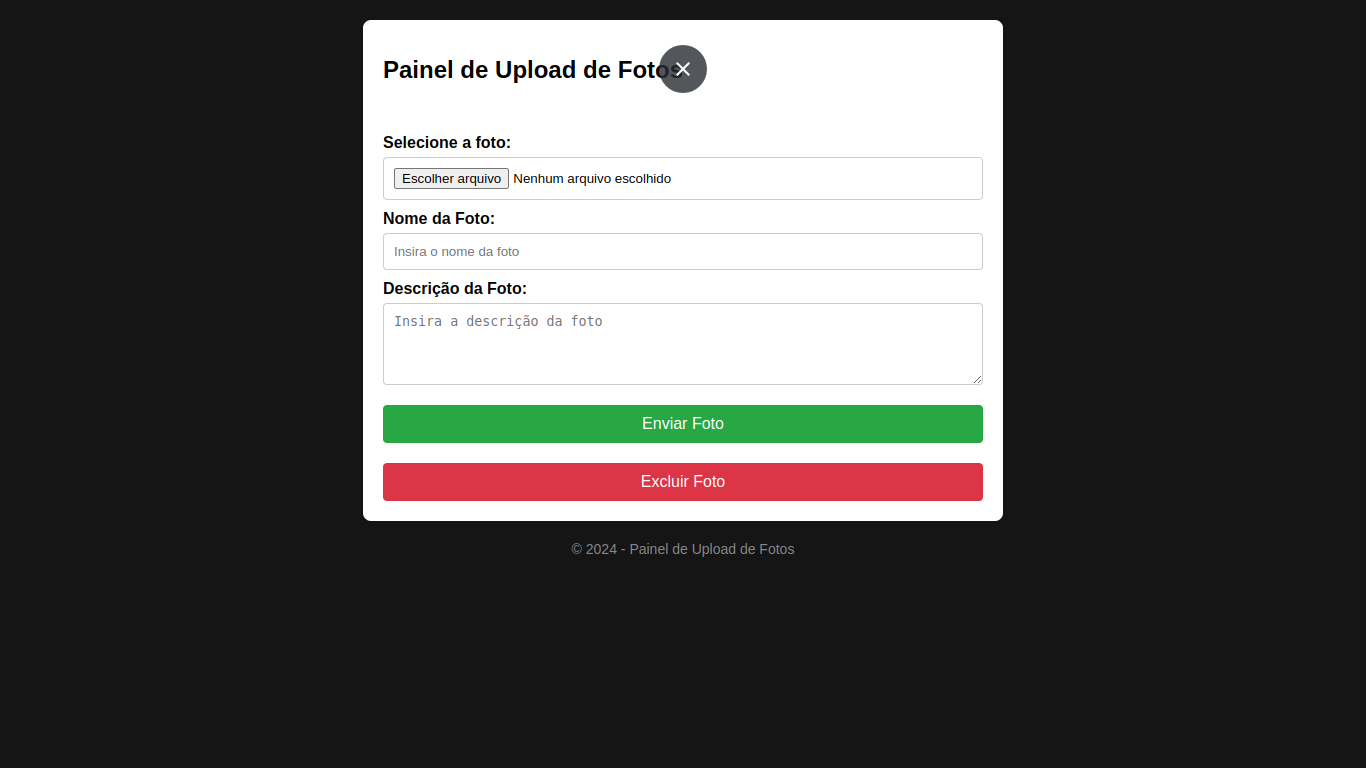 Painel de Upload de Fotos
Selecione a foto:
Escolher arquivo Nenhum arquivo escolhido
Nome da Foto:
Insira o nome da foto
Descrição da Foto:
Insira a descrição da foto
Enviar Foto
Excluir Foto
© 2024 - Painel de Upload de Fotos